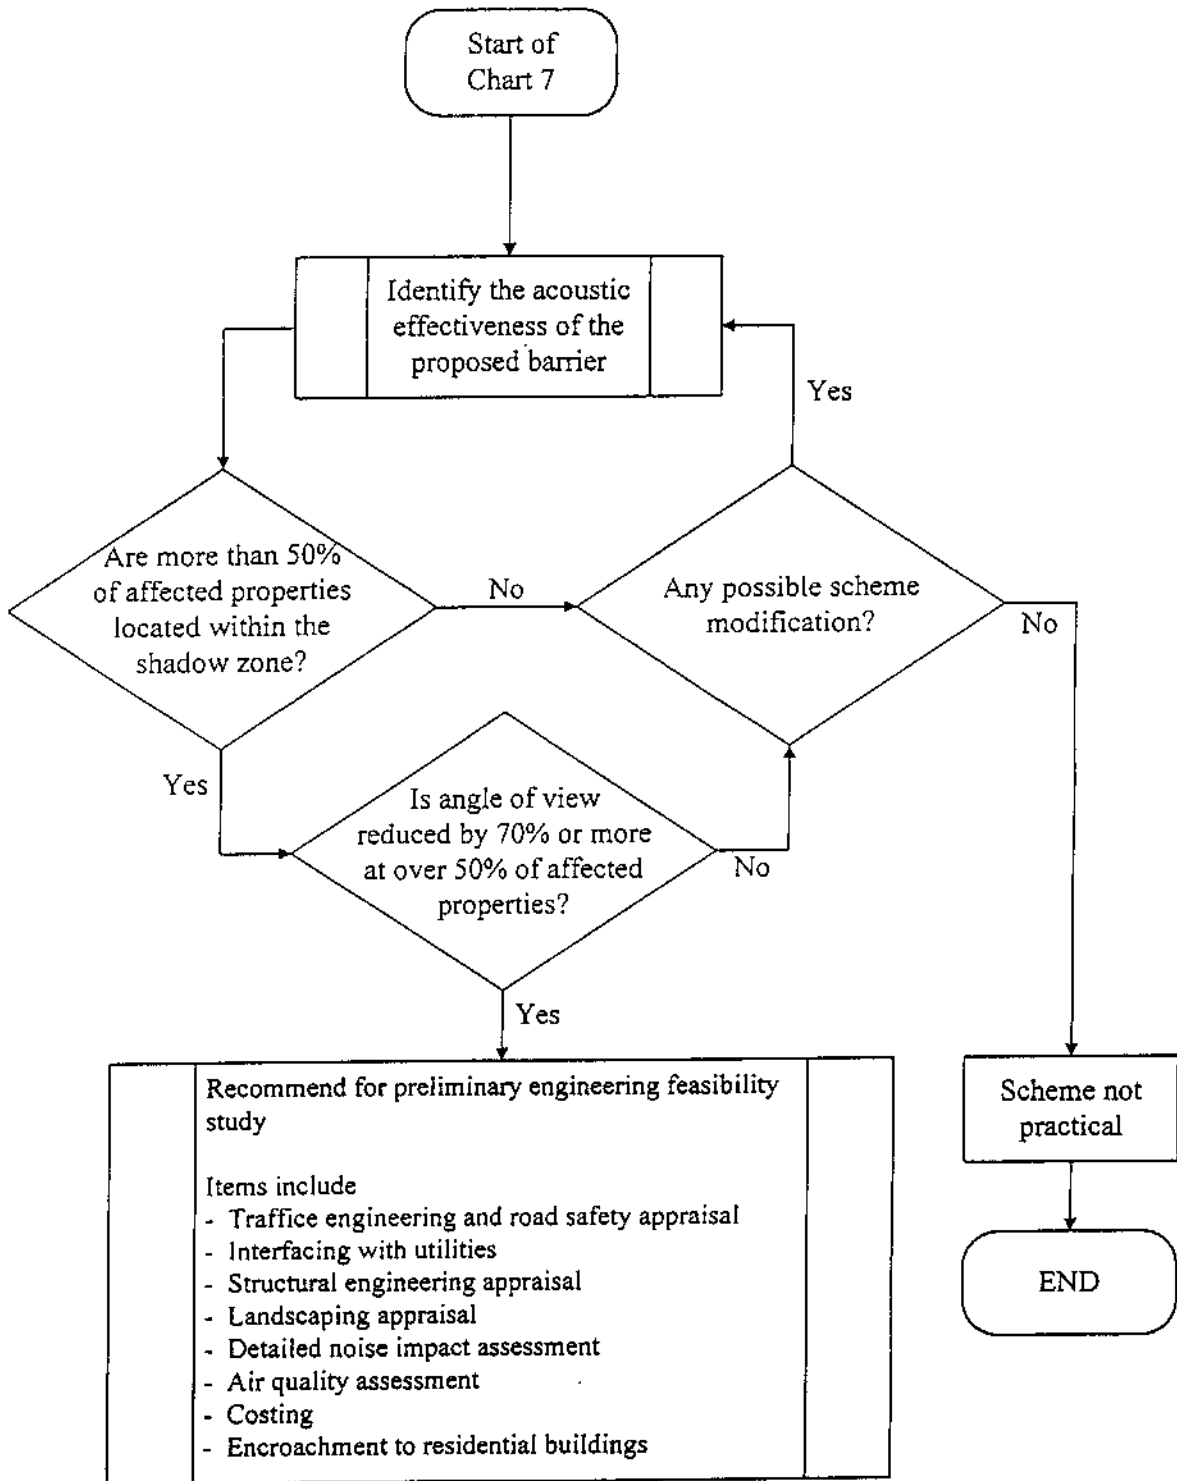 Start of
Chart 7
Identify the acoustic
effectiveness of the
proposed barrier
Yes
Are more than 50%
of affected properties
located within the
shadow zone?
No
Any possible scheme
modification?
No
Yes
Is angle of view
reduced by 70% or more
at over 50% of affected
properties?
No
Yes
Recommend for preliminary engineering feasibility
study
Items include
- Traffice engineering and road safety appraisal
- Interfacing with utilities
- Structural engineering appraisal
- Landscaping appraisal
- Detailed noise impact assessment
- Air quality assessment
- Costing
- Encroachment to residential buildings
Scheme not
practical
END